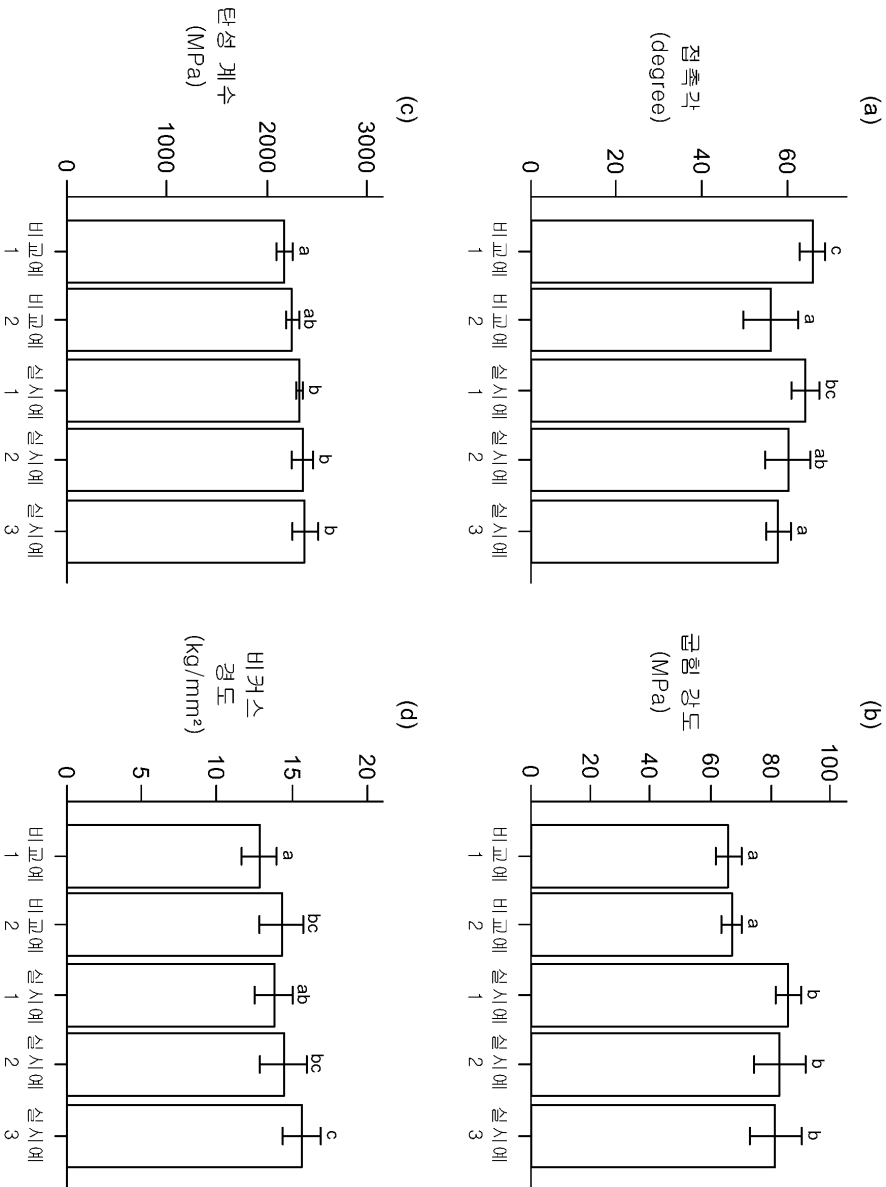 (a)
접촉각
(degree)
0
20
40
60
c
a
bc
ab
a
비교예
1
비교예
2
실시예
1
실시예
2
실시예
3
(b)
굽힘 강도
(MPa)
0
20
40
60
80
100
a
a
b
b
b
비교예
1
비교예
2
실시예
1
실시예
2
실시예
3
(c)
탄성 계수
(MPa)
0
1000
2000
3000
a
ab
b
b
b
비교예
1
비교예
2
실시예
1
실시예
2
실시예
3
(d)
비커스
경도
(kg/mm²)
0
5
10
15
20
a
bc
ab
bc
c
비교예
1
비교예
2
실시예
1
실시예
2
실시예
3